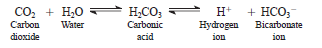 CO₂ + H₂O ⇌ H₂CO₃ ⇌ H⁺ + HCO₃⁻
Carbon Water Carbonic Hydrogen Bicarbonate
dioxide acid ion ion